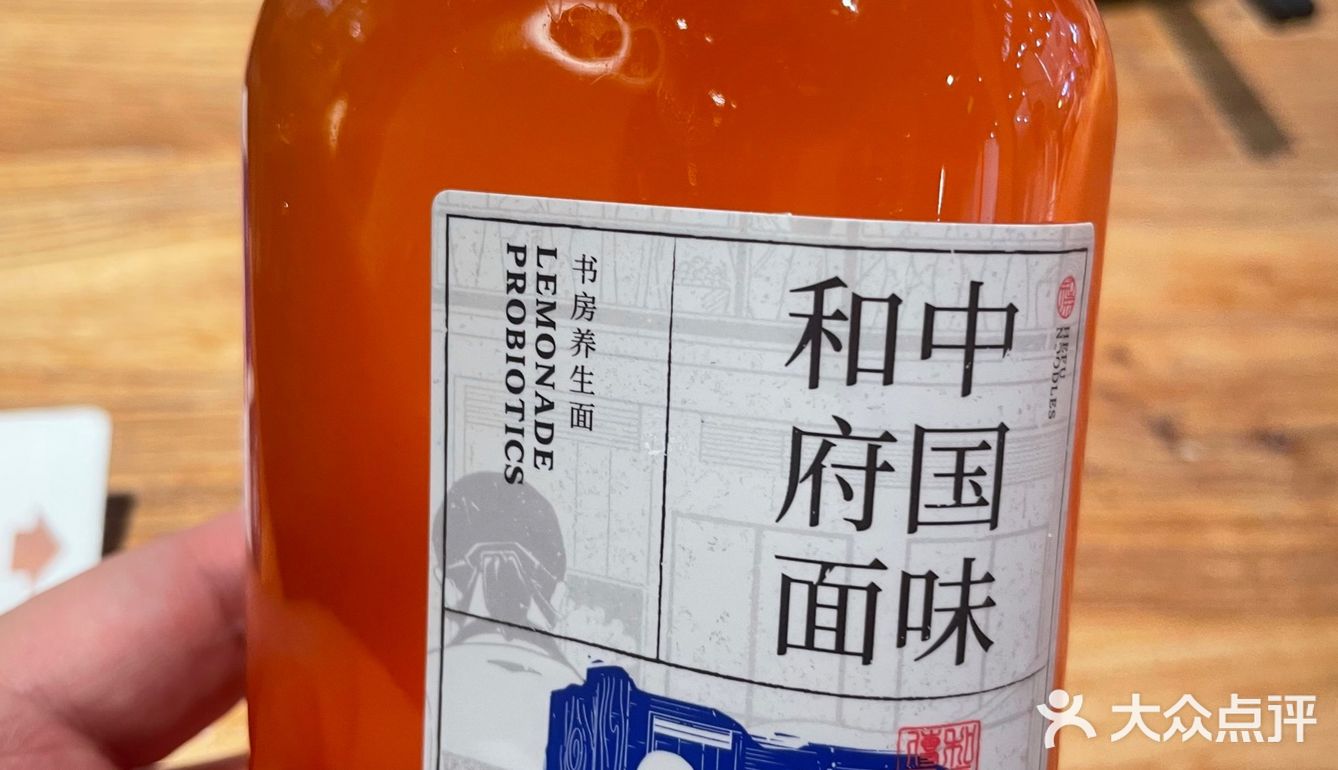 中国味
和府面
HEFU
NOODLES
书房养生面
LEMONADE
PROBIOTICS
大众点评